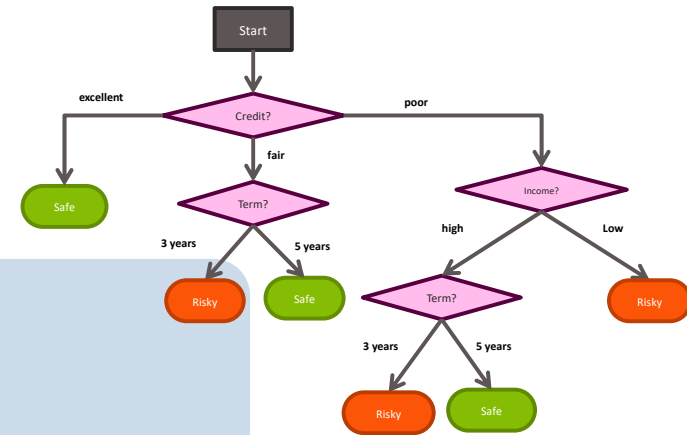 Start
excellent
poor
Credit?
fair
Income?
Safe
Term?
high
Low
3 years
5 years
Risky
Safe
Term?
Risky
3 years
5 years
Risky
Safe